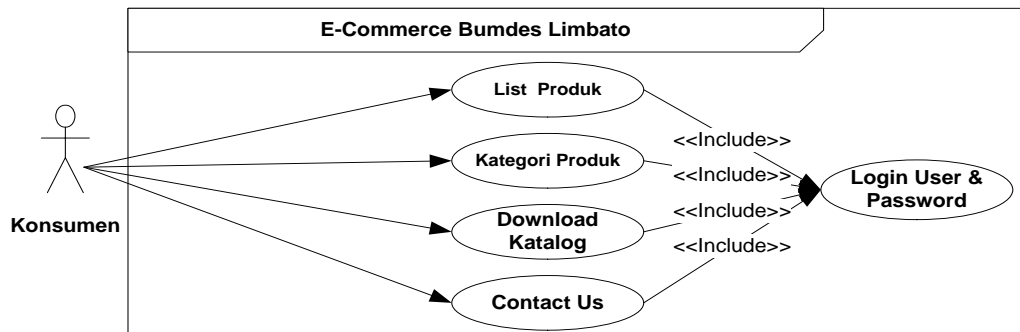 E-Commerce Bumdes Limbato
List Produk
<<Include>>
Kategori Produk
<<Include>>
Login User &
Password
Download
Katalog
<<Include>>
<<Include>>
Konsumen
Contact Us